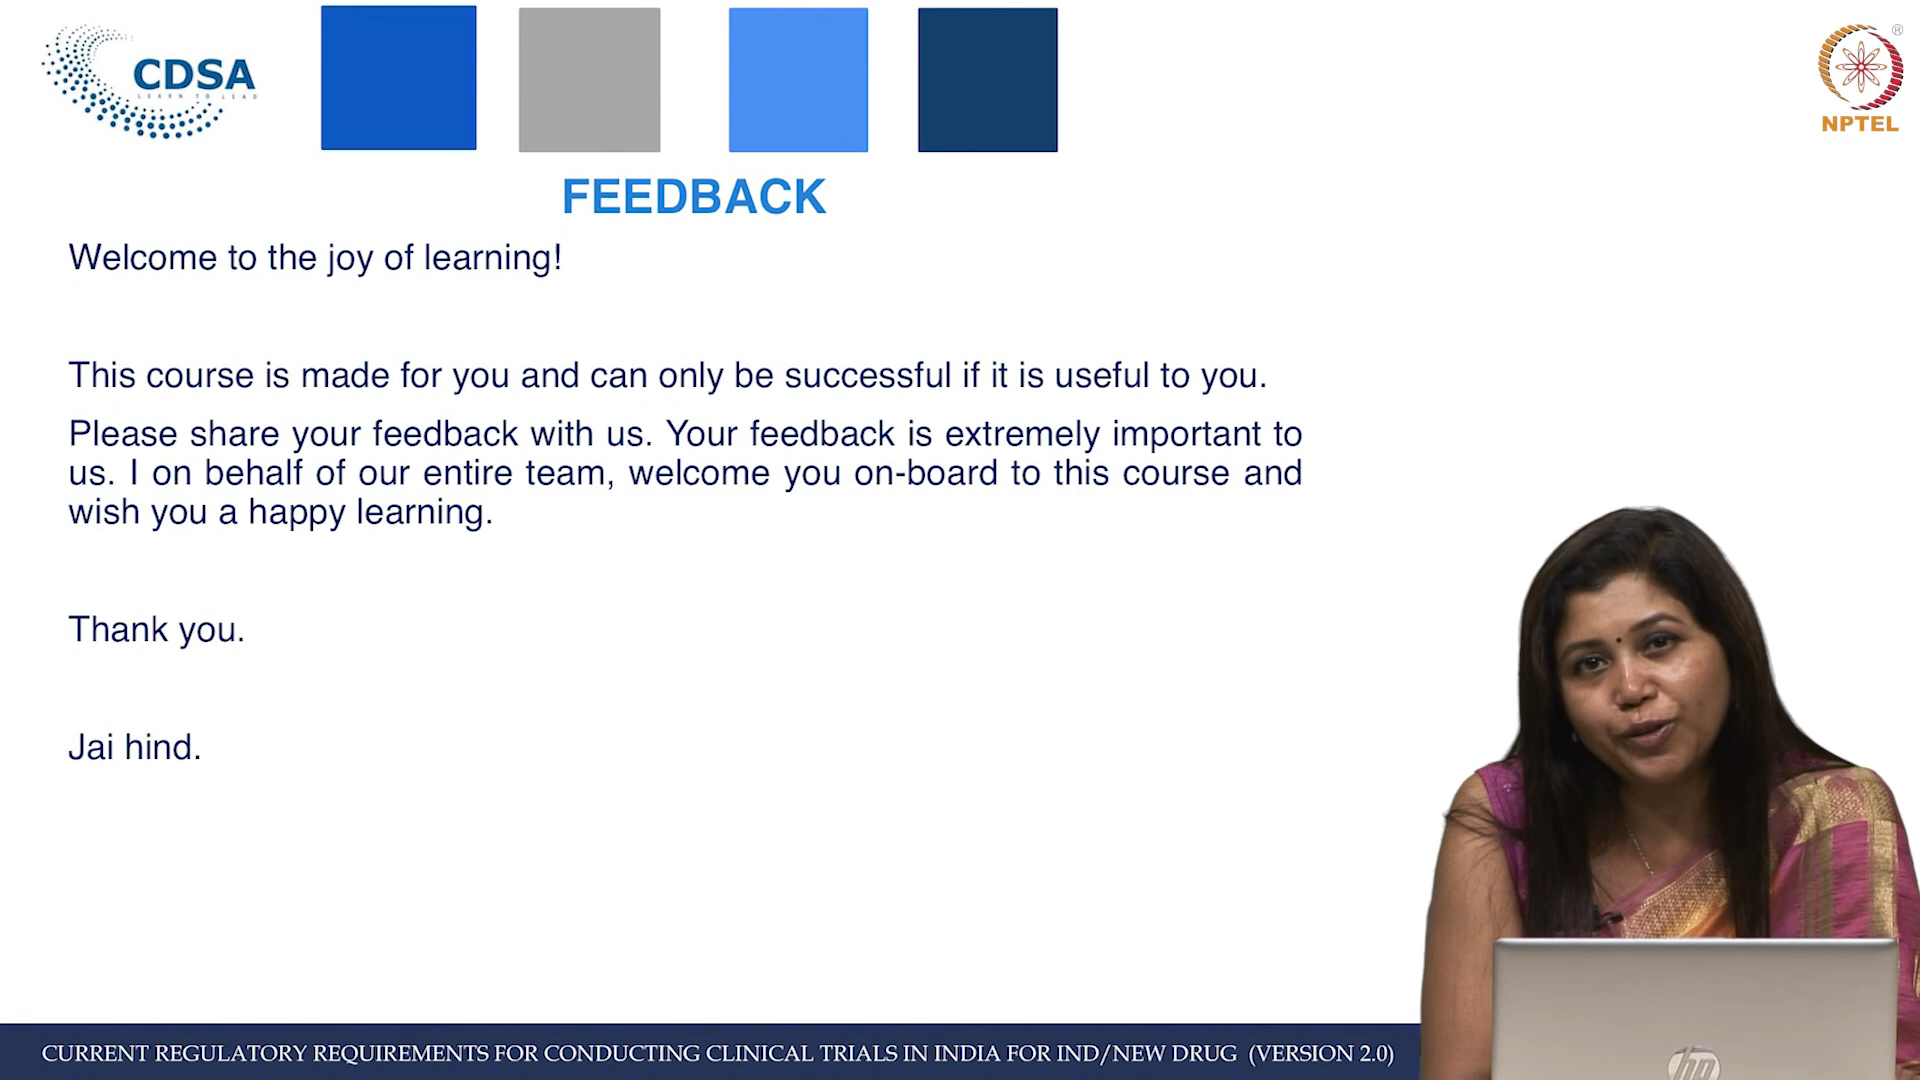 CDSA
LEARN TO LEAD
®
NPTEL
FEEDBACK
Welcome to the joy of learning!
This course is made for you and can only be successful if it is useful to you.
Please share your feedback with us. Your feedback is extremely important to
us. I on behalf of our entire team, welcome you on-board to this course and
wish you a happy learning.
Thank you.
Jai hind.
hp
CURRENT REGULATORY REQUIREMENTS FOR CONDUCTING CLINICAL TRIALS IN INDIA FOR IND/NEW DRUG (VERSION 2.0)